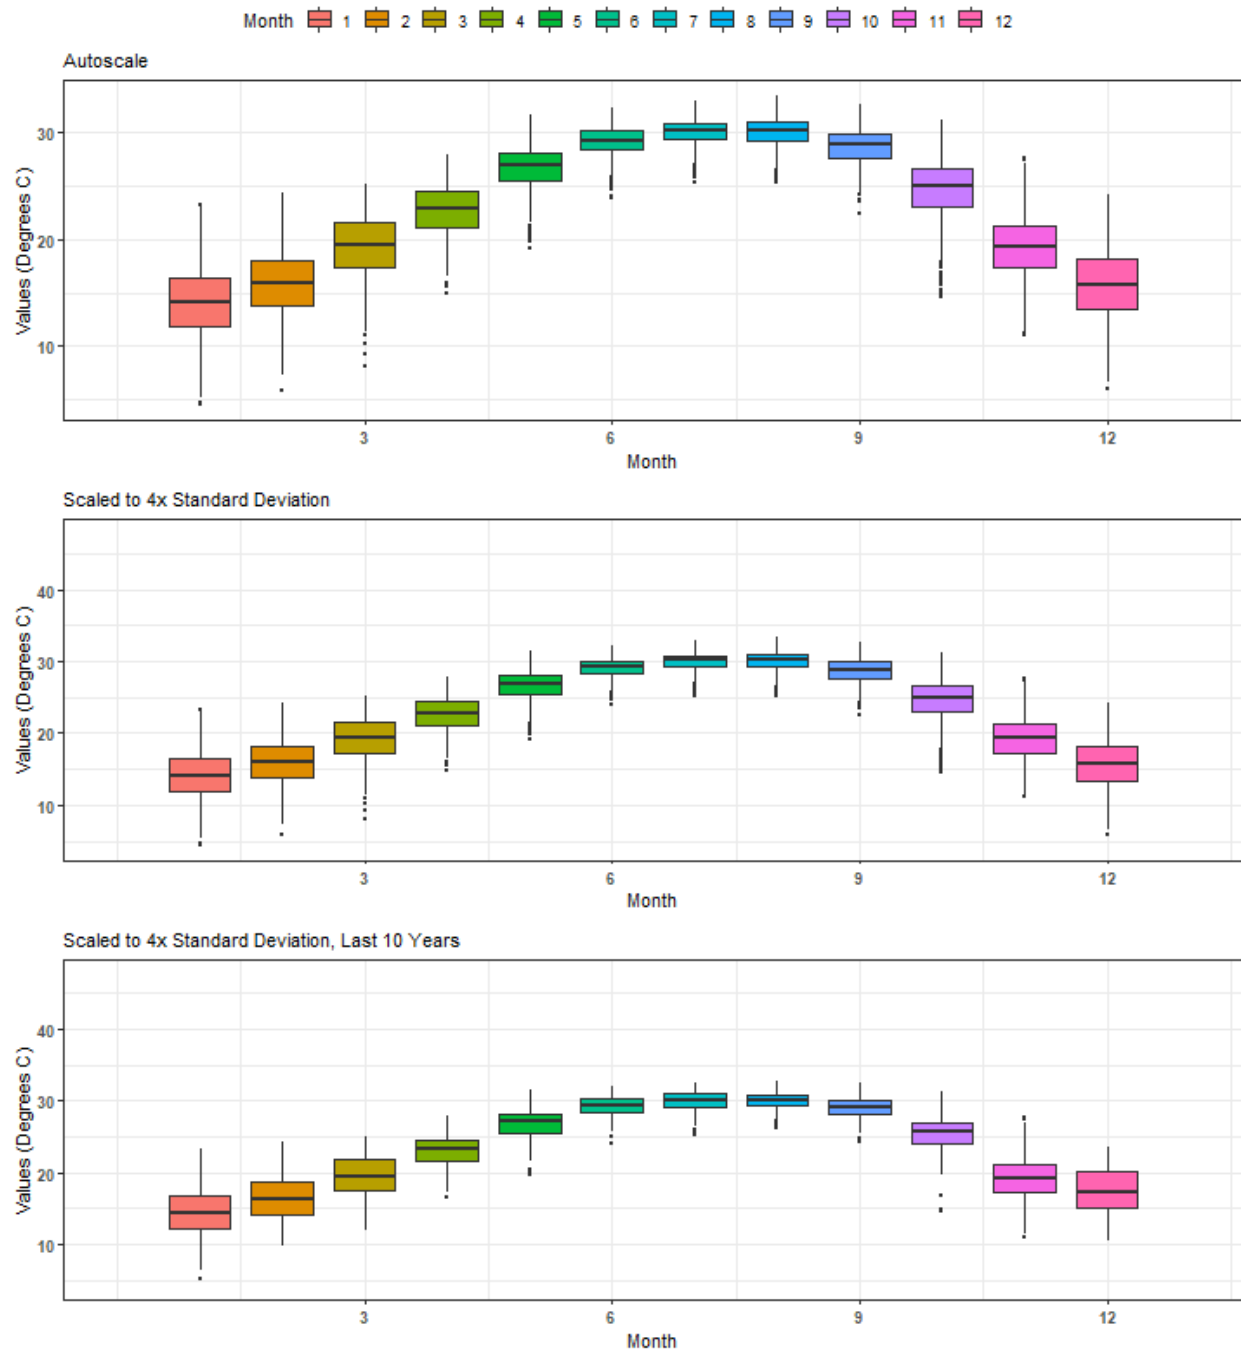 Month 1 2 3 4 5 6 7 8 9 10 11 12
Autoscale
Values (Degrees C)
30
20
10
3 6 9 12
Month
Scaled to 4x Standard Deviation
Values (Degrees C)
40
30
20
10
3 6 9 12
Month
Scaled to 4x Standard Deviation, Last 10 Years
Values (Degrees C)
40
30
20
10
3 6 9 12
Month